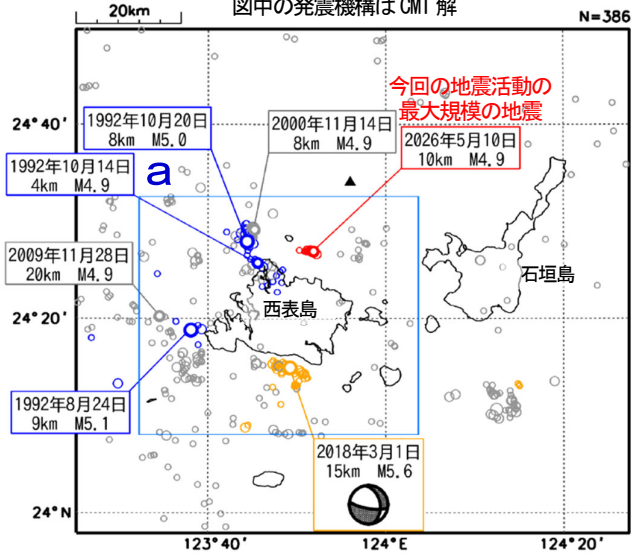 20km
図中の発震機構はCMT解
N=386
今回の地震活動の
最大規模の地震
24°40'
1992年10月20日
8km M5.0
2000年11月14日
8km M4.9
2026年5月10日
10km M4.9
1992年10月14日
4km M4.9
a
2009年11月28日
20km M4.9
石垣島
西表島
24°20'
1992年8月24日
9km M5.1
2018年3月1日
15km M5.6
24°N
123°40'
124°E
124°20'